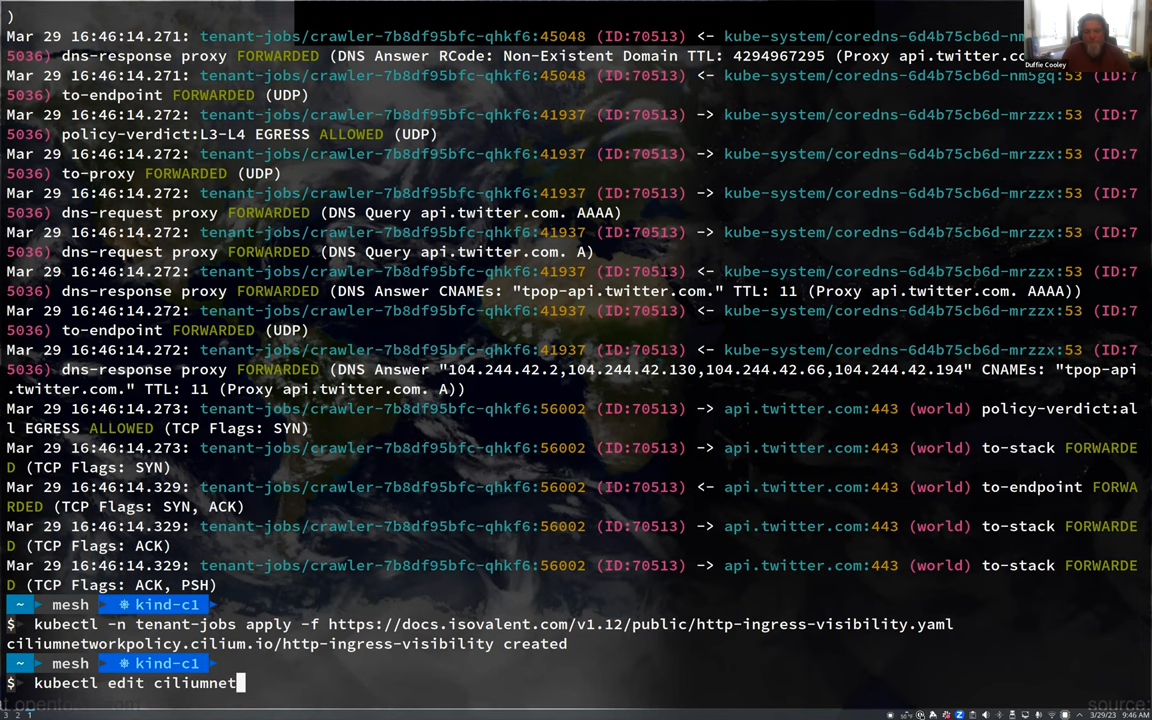 )
Mar 29 16:46:14.271: tenant-jobs/crawler-7b8df95bfc-qhkf6:45048 (ID:70513) <- kube-system/coredns-6d4b75cb6d-nm
5036) dns-response proxy FORWARDED (DNS Answer RCode: Non-Existent Domain TTL: 4294967295 (Proxy api.twitter.co
Duffie Cooley
Mar 29 16:46:14.271: tenant-jobs/crawler-7b8df95bfc-qhkf6:45048 (ID:70513) <- kube-system/coredns-6d4b75cb6d-nm5gq:53 (ID:7
5036) to-endpoint FORWARDED (UDP)
Mar 29 16:46:14.272: tenant-jobs/crawler-7b8df95bfc-qhkf6:41937 (ID:70513) -> kube-system/coredns-6d4b75cb6d-mrzzx:53 (ID:7
5036) policy-verdict:L3-L4 EGRESS ALLOWED (UDP)
Mar 29 16:46:14.272: tenant-jobs/crawler-7b8df95bfc-qhkf6:41937 (ID:70513) -> kube-system/coredns-6d4b75cb6d-mrzzx:53 (ID:7
5036) to-proxy FORWARDED (UDP)
Mar 29 16:46:14.272: tenant-jobs/crawler-7b8df95bfc-qhkf6:41937 (ID:70513) -> kube-system/coredns-6d4b75cb6d-mrzzx:53 (ID:7
5036) dns-request proxy FORWARDED (DNS Query api.twitter.com. AAAA)
Mar 29 16:46:14.272: tenant-jobs/crawler-7b8df95bfc-qhkf6:41937 (ID:70513) -> kube-system/coredns-6d4b75cb6d-mrzzx:53 (ID:7
5036) dns-request proxy FORWARDED (DNS Query api.twitter.com. A)
Mar 29 16:46:14.272: tenant-jobs/crawler-7b8df95bfc-qhkf6:41937 (ID:70513) <- kube-system/coredns-6d4b75cb6d-mrzzx:53 (ID:7
5036) dns-response proxy FORWARDED (DNS Answer CNAMEs: "tpop-api.twitter.com." TTL: 11 (Proxy api.twitter.com. AAAA))
Mar 29 16:46:14.272: tenant-jobs/crawler-7b8df95bfc-qhkf6:41937 (ID:70513) <- kube-system/coredns-6d4b75cb6d-mrzzx:53 (ID:7
5036) to-endpoint FORWARDED (UDP)
Mar 29 16:46:14.272: tenant-jobs/crawler-7b8df95bfc-qhkf6:41937 (ID:70513) <- kube-system/coredns-6d4b75cb6d-mrzzx:53 (ID:7
5036) dns-response proxy FORWARDED (DNS Answer "104.244.42.2,104.244.42.130,104.244.42.66,104.244.42.194" CNAMEs: "tpop-api
.twitter.com." TTL: 11 (Proxy api.twitter.com. A))
Mar 29 16:46:14.273: tenant-jobs/crawler-7b8df95bfc-qhkf6:56002 (ID:70513) -> api.twitter.com:443 (world) policy-verdict:al
l EGRESS ALLOWED (TCP Flags: SYN)
Mar 29 16:46:14.273: tenant-jobs/crawler-7b8df95bfc-qhkf6:56002 (ID:70513) -> api.twitter.com:443 (world) to-stack FORWARDE
D (TCP Flags: SYN)
Mar 29 16:46:14.329: tenant-jobs/crawler-7b8df95bfc-qhkf6:56002 (ID:70513) <- api.twitter.com:443 (world) to-endpoint FORWA
RDED (TCP Flags: SYN, ACK)
Mar 29 16:46:14.329: tenant-jobs/crawler-7b8df95bfc-qhkf6:56002 (ID:70513) -> api.twitter.com:443 (world) to-stack FORWARDE
D (TCP Flags: ACK)
Mar 29 16:46:14.329: tenant-jobs/crawler-7b8df95bfc-qhkf6:56002 (ID:70513) -> api.twitter.com:443 (world) to-stack FORWARDE
D (TCP Flags: ACK, PSH)
~ mesh kind-c1
$ kubectl -n tenant-jobs apply -f https://docs.isovalent.com/v1.12/public/http-ingress-visibility.yaml
ciliumnetworkpolicy.cilium.io/http-ingress-visibility created
~ mesh kind-c1
$ kubectl edit ciliumnet
source:
3 2 1 3/29/23 9:46 AM